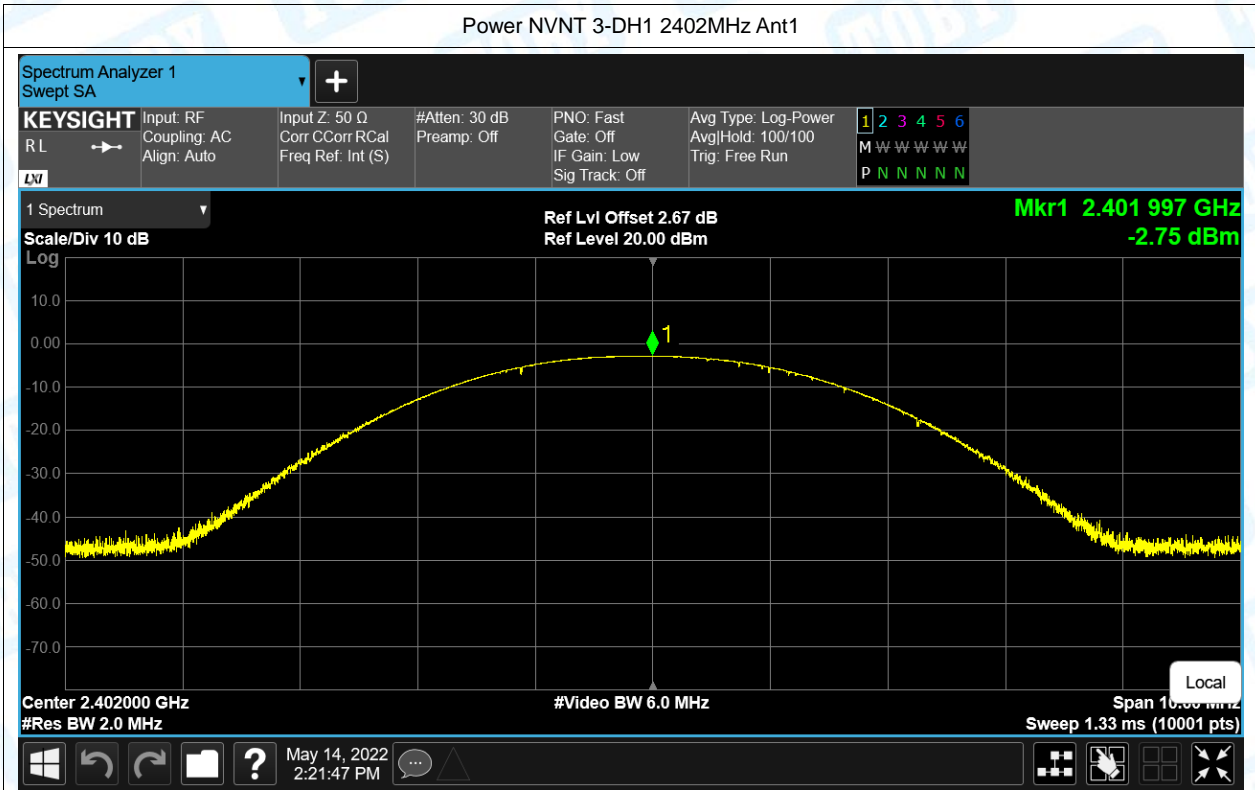 Power NVNT 3-DH1 2402MHz Ant1
Spectrum Analyzer 1
Swept SA
KEYSIGHT Input: RF Input Z: 50 Ω #Atten: 30 dB PNO: Fast Avg Type: Log-Power 1 2 3 4 5 6
RL Coupling: AC Corr CCorr RCal Preamp: Off Gate: Off Avg|Hold: 100/100 M W W W W W
Align: Auto Freq Ref: Int (S) IF Gain: Low Trig: Free Run
LXI Sig Track: Off P N N N N N
1 Spectrum Ref Lvl Offset 2.67 dB Mkr1 2.401 997 GHz
Scale/Div 10 dB Ref Level 20.00 dBm -2.75 dBm
Log
10.0
0.00 1
-10.0
-20.0
-30.0
-40.0
-50.0
-60.0
-70.0
Local
Center 2.402000 GHz #Video BW 6.0 MHz Span 10.00 MHz
#Res BW 2.0 MHz Sweep 1.33 ms (10001 pts)
? May 14, 2022
2:21:47 PM